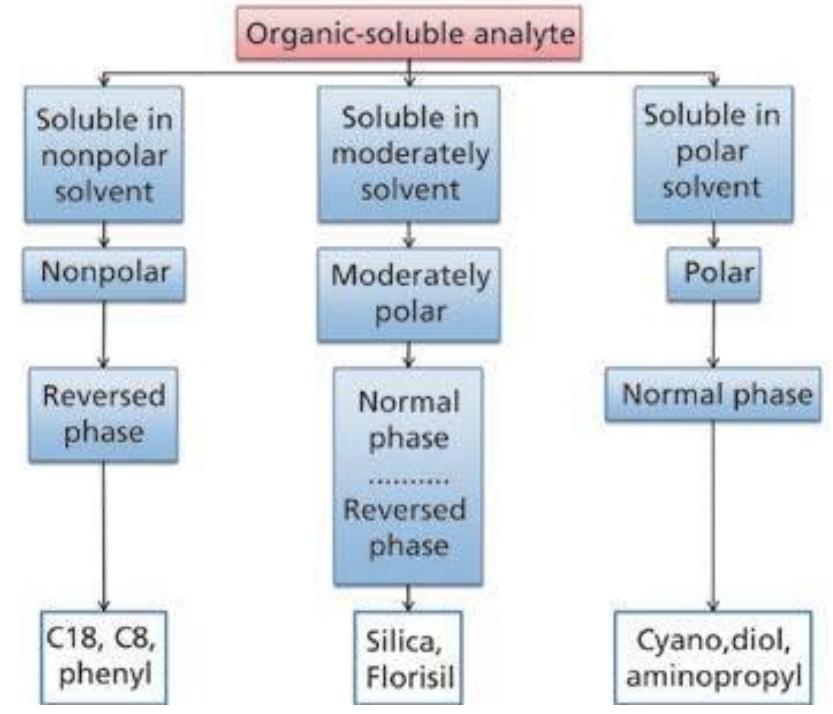 Organic-soluble analyte
Soluble in
nonpolar
solvent
Nonpolar
Reversed
phase
C18, C8,
phenyl
Soluble in
moderately
solvent
Moderately
polar
Normal
phase
..........
Reversed
phase
Silica,
Florisil
Soluble in
polar
solvent
Polar
Normal phase
Cyano,diol,
aminopropyl